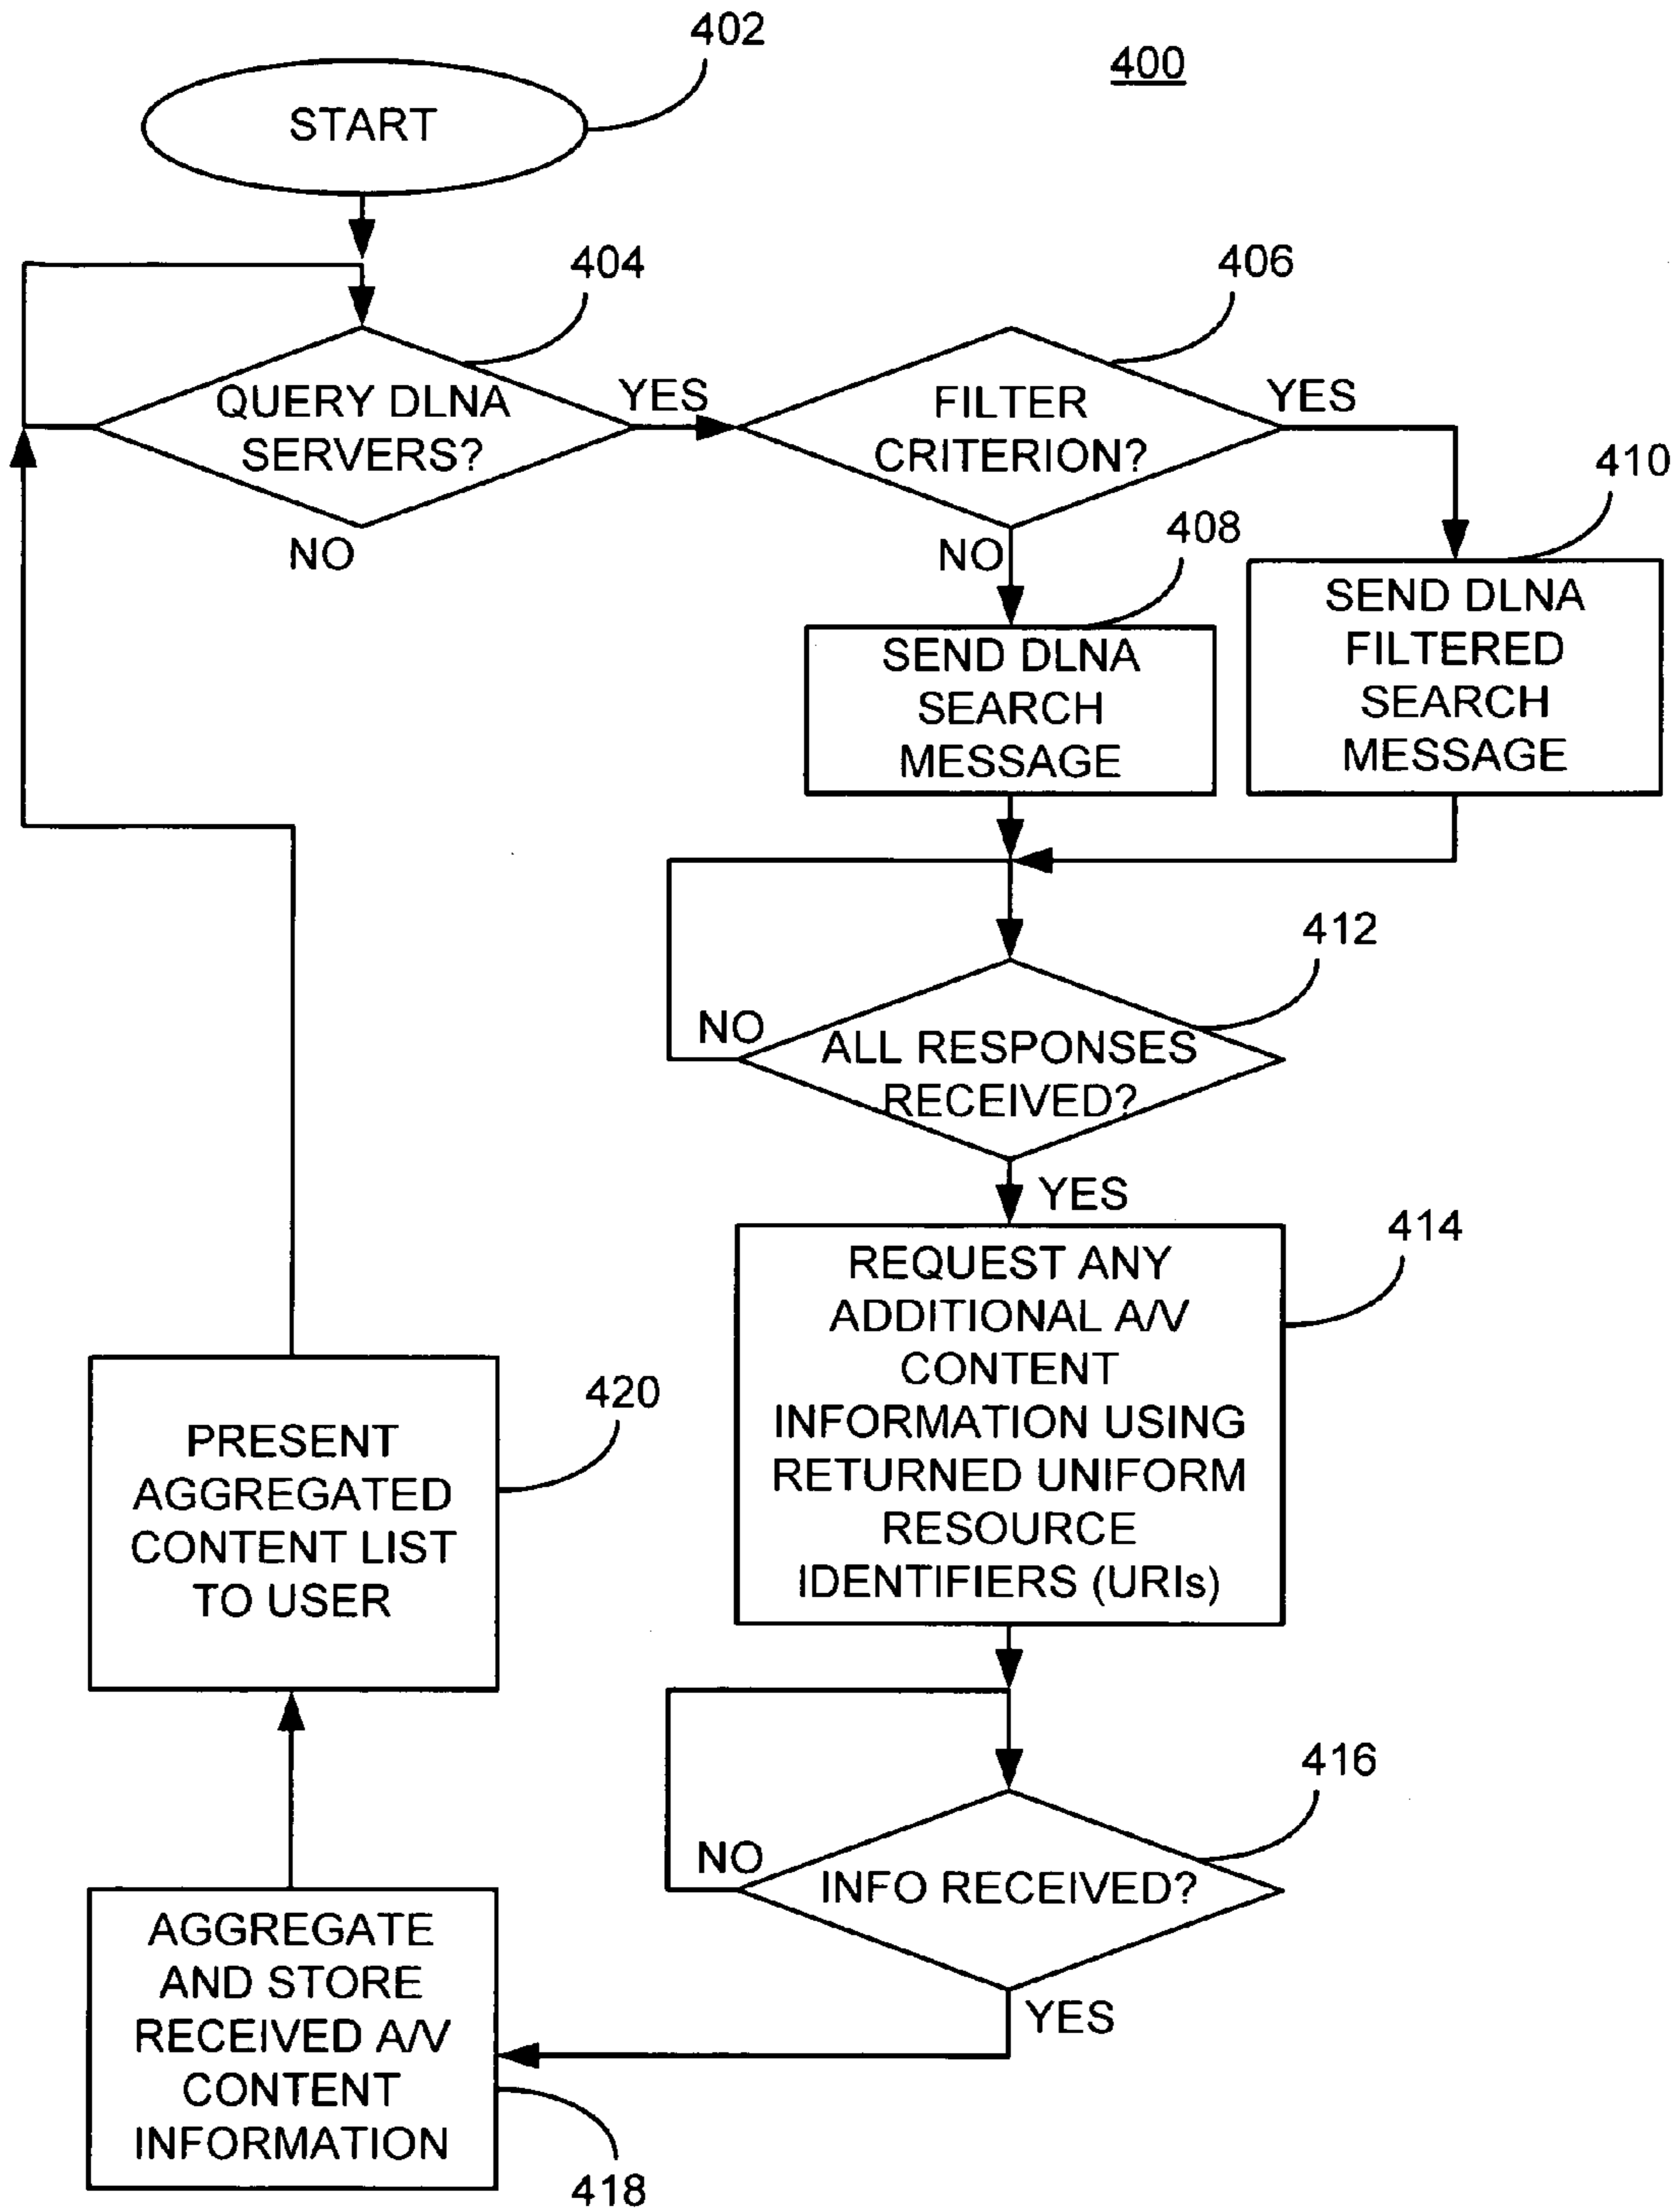 402
400
START
404
406
QUERY DLNA
SERVERS?
YES
FILTER
CRITERION?
YES
410
NO
408
NO
SEND DLNA
SEARCH
MESSAGE
SEND DLNA
FILTERED
SEARCH
MESSAGE
412
NO
ALL RESPONSES
RECEIVED?
YES
414
REQUEST ANY
ADDITIONAL A/V
CONTENT
INFORMATION USING
RETURNED UNIFORM
RESOURCE
IDENTIFIERS (URIs)
420
PRESENT
AGGREGATED
CONTENT LIST
TO USER
416
NO
INFO RECEIVED?
YES
AGGREGATE
AND STORE
RECEIVED A/V
CONTENT
INFORMATION
418